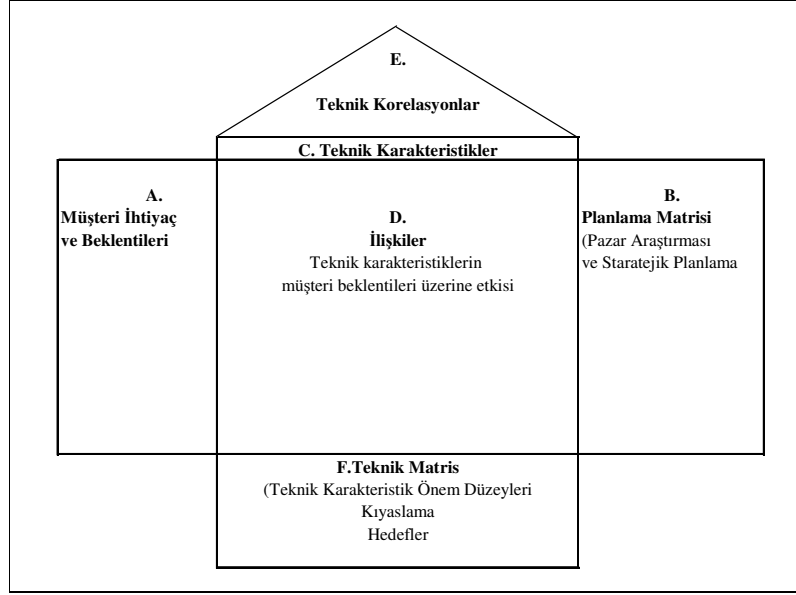 E.
Teknik Korelasyonlar
C. Teknik Karakteristikler
A.
Müşteri İhtiyaç
ve Beklentileri
D.
İlişkiler
Teknik karakteristiklerin
müşteri beklentileri üzerine etkisi
B.
Planlama Matrisi
(Pazar Araştırması
ve Staratejik Planlama
F.Teknik Matris
(Teknik Karakteristik Önem Düzeyleri
Kıyaslama
Hedefler